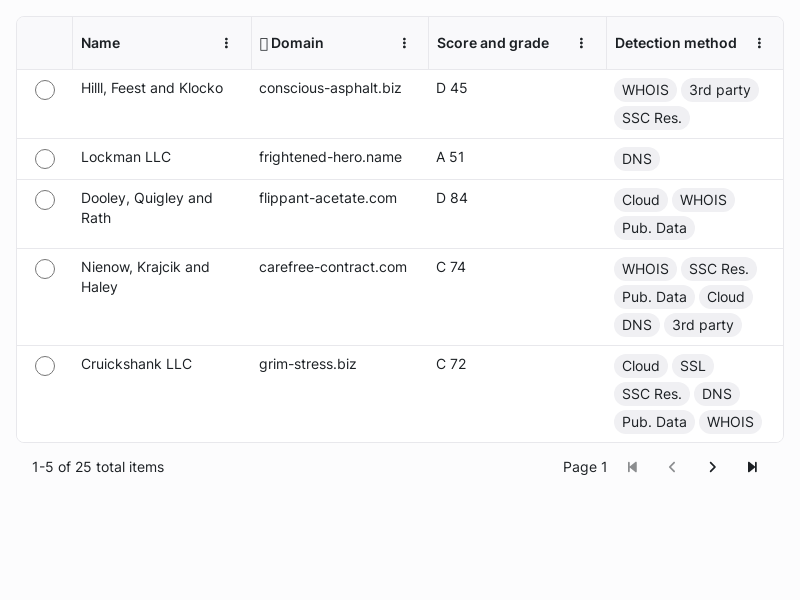 Name Domain Score and grade Detection method
Hilll, Feest and Klocko conscious-asphalt.biz D 45 WHOIS 3rd party
SSC Res.
Lockman LLC frightened-hero.name A 51 DNS
Dooley, Quigley and flippant-acetate.com D 84 Cloud WHOIS
Rath Pub. Data
Nienow, Krajcik and carefree-contract.com C 74 WHOIS SSC Res.
Haley Pub. Data Cloud
DNS 3rd party
Cruickshank LLC grim-stress.biz C 72 Cloud SSL
SSC Res. DNS
Pub. Data WHOIS
1-5 of 25 total items Page 1